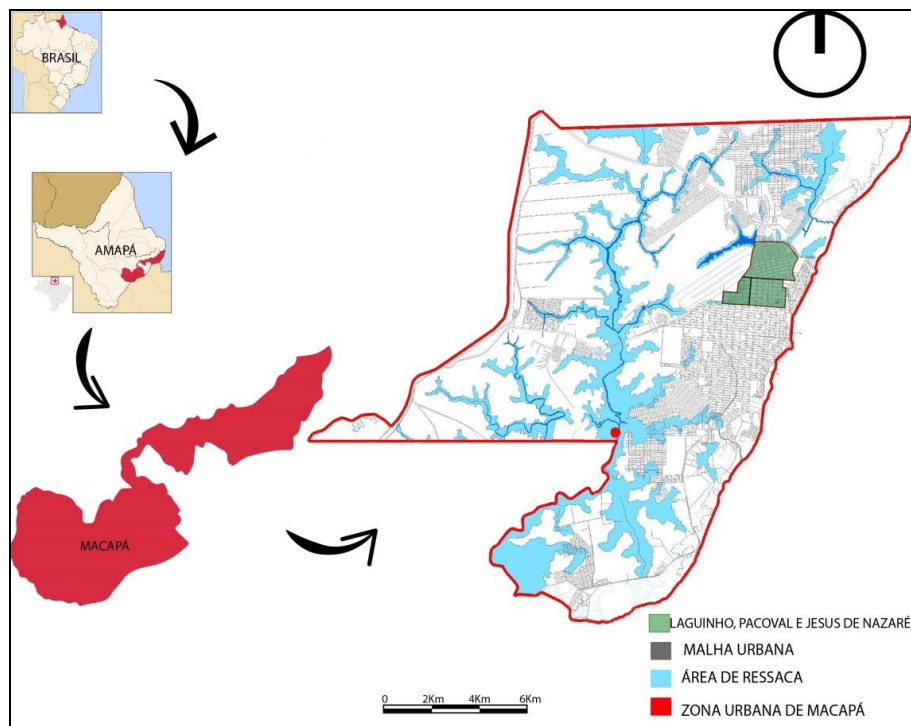 BRASIL
AMAPÁ
MACAPÁ
LAGUINHO, PACOVAL E JESUS DE NAZARÉ
MALHA URBANA
ÁREA DE RESSACA
ZONA URBANA DE MACAPÁ
0 2Km 4Km 6Km